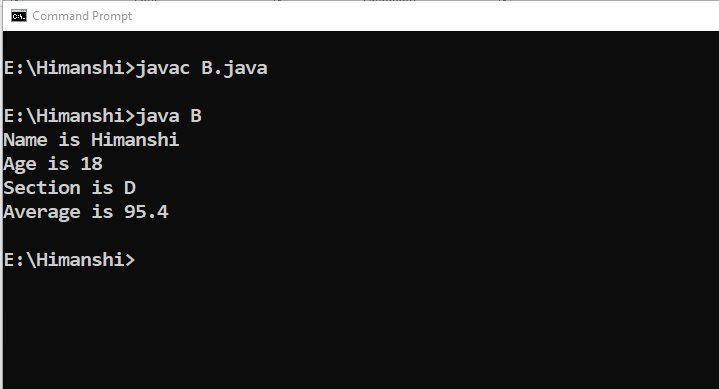 Command Prompt
E:\Himanshi>javac B.java
E:\Himanshi>java B
Name is Himanshi
Age is 18
Section is D
Average is 95.4
E:\Himanshi>